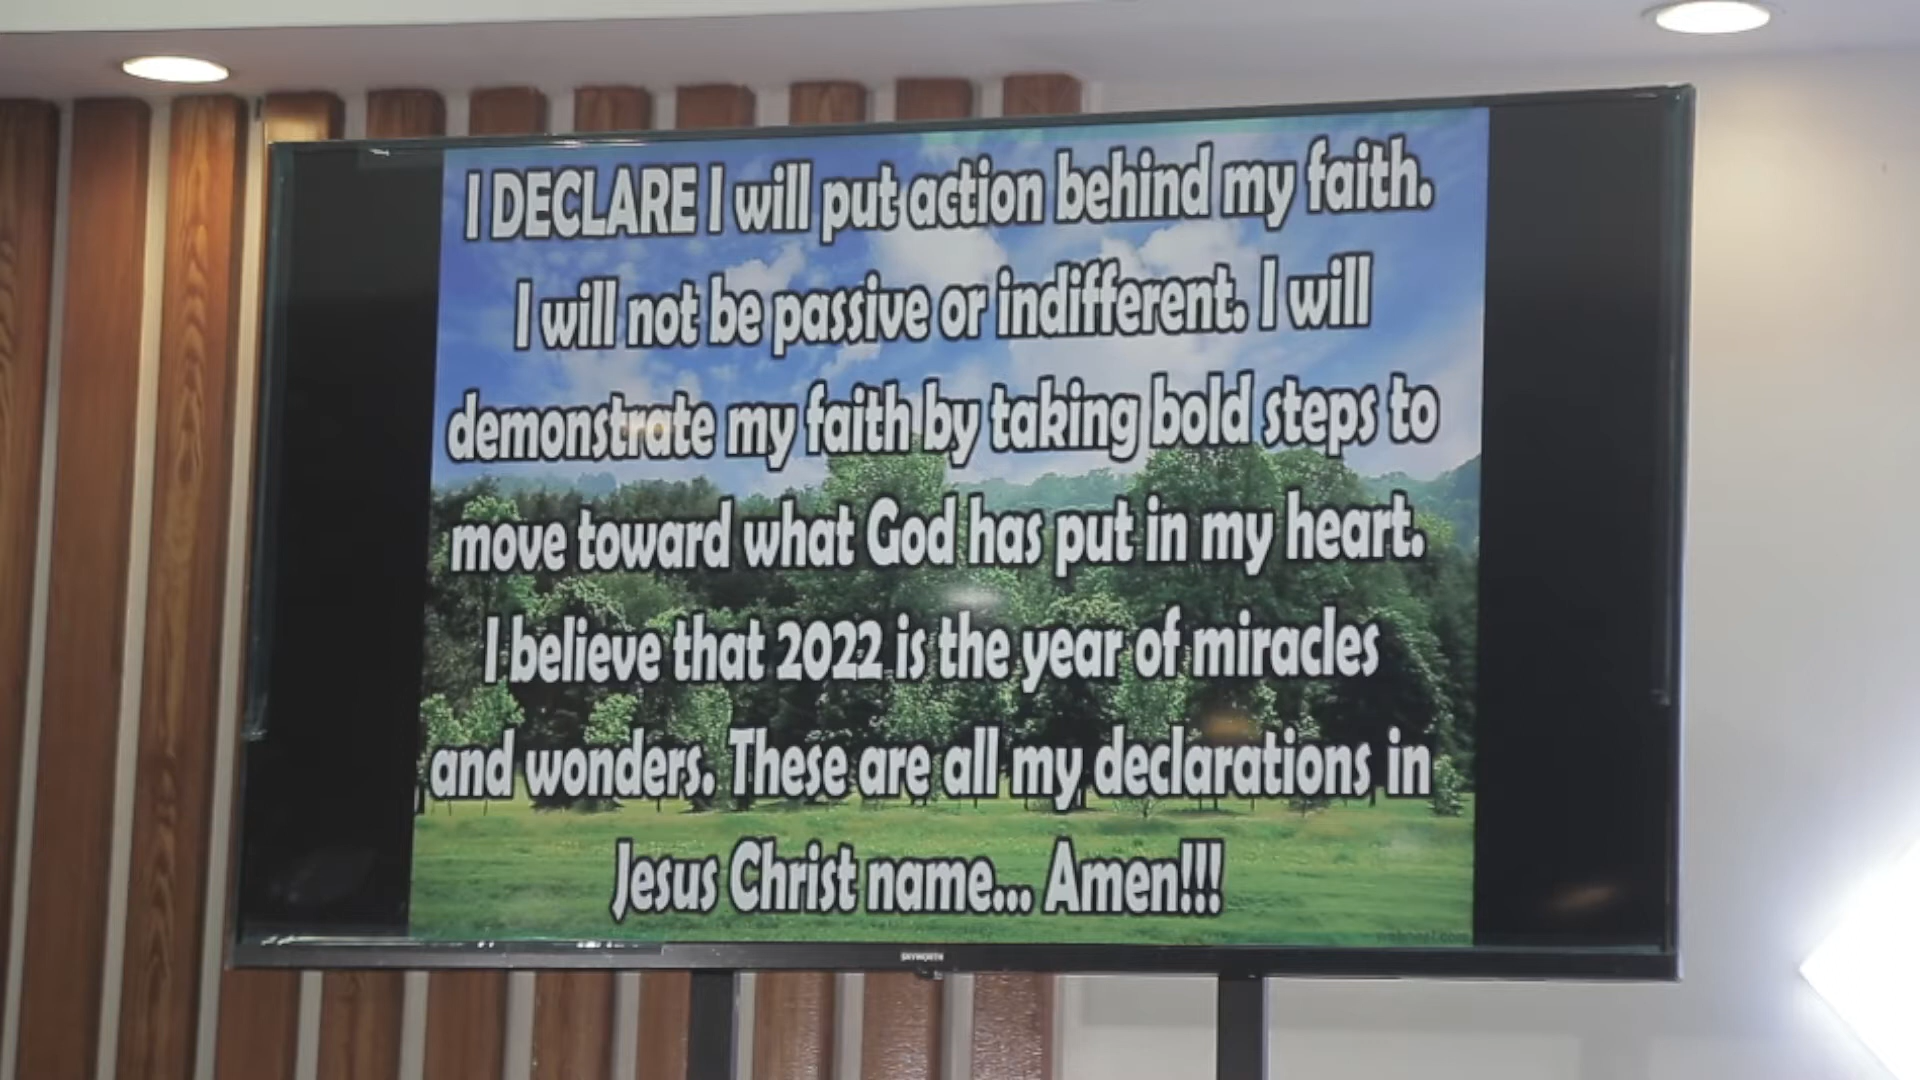 I DECLARE I will put action behind my faith.
I will not be passive or indifferent. I will
demonstrate my faith by taking bold steps to
move toward what God has put in my heart.
I believe that 2022 is the year of miracles
and wonders. These are all my declarations in
Jesus Christ name... Amen!!!
SKYWORTH